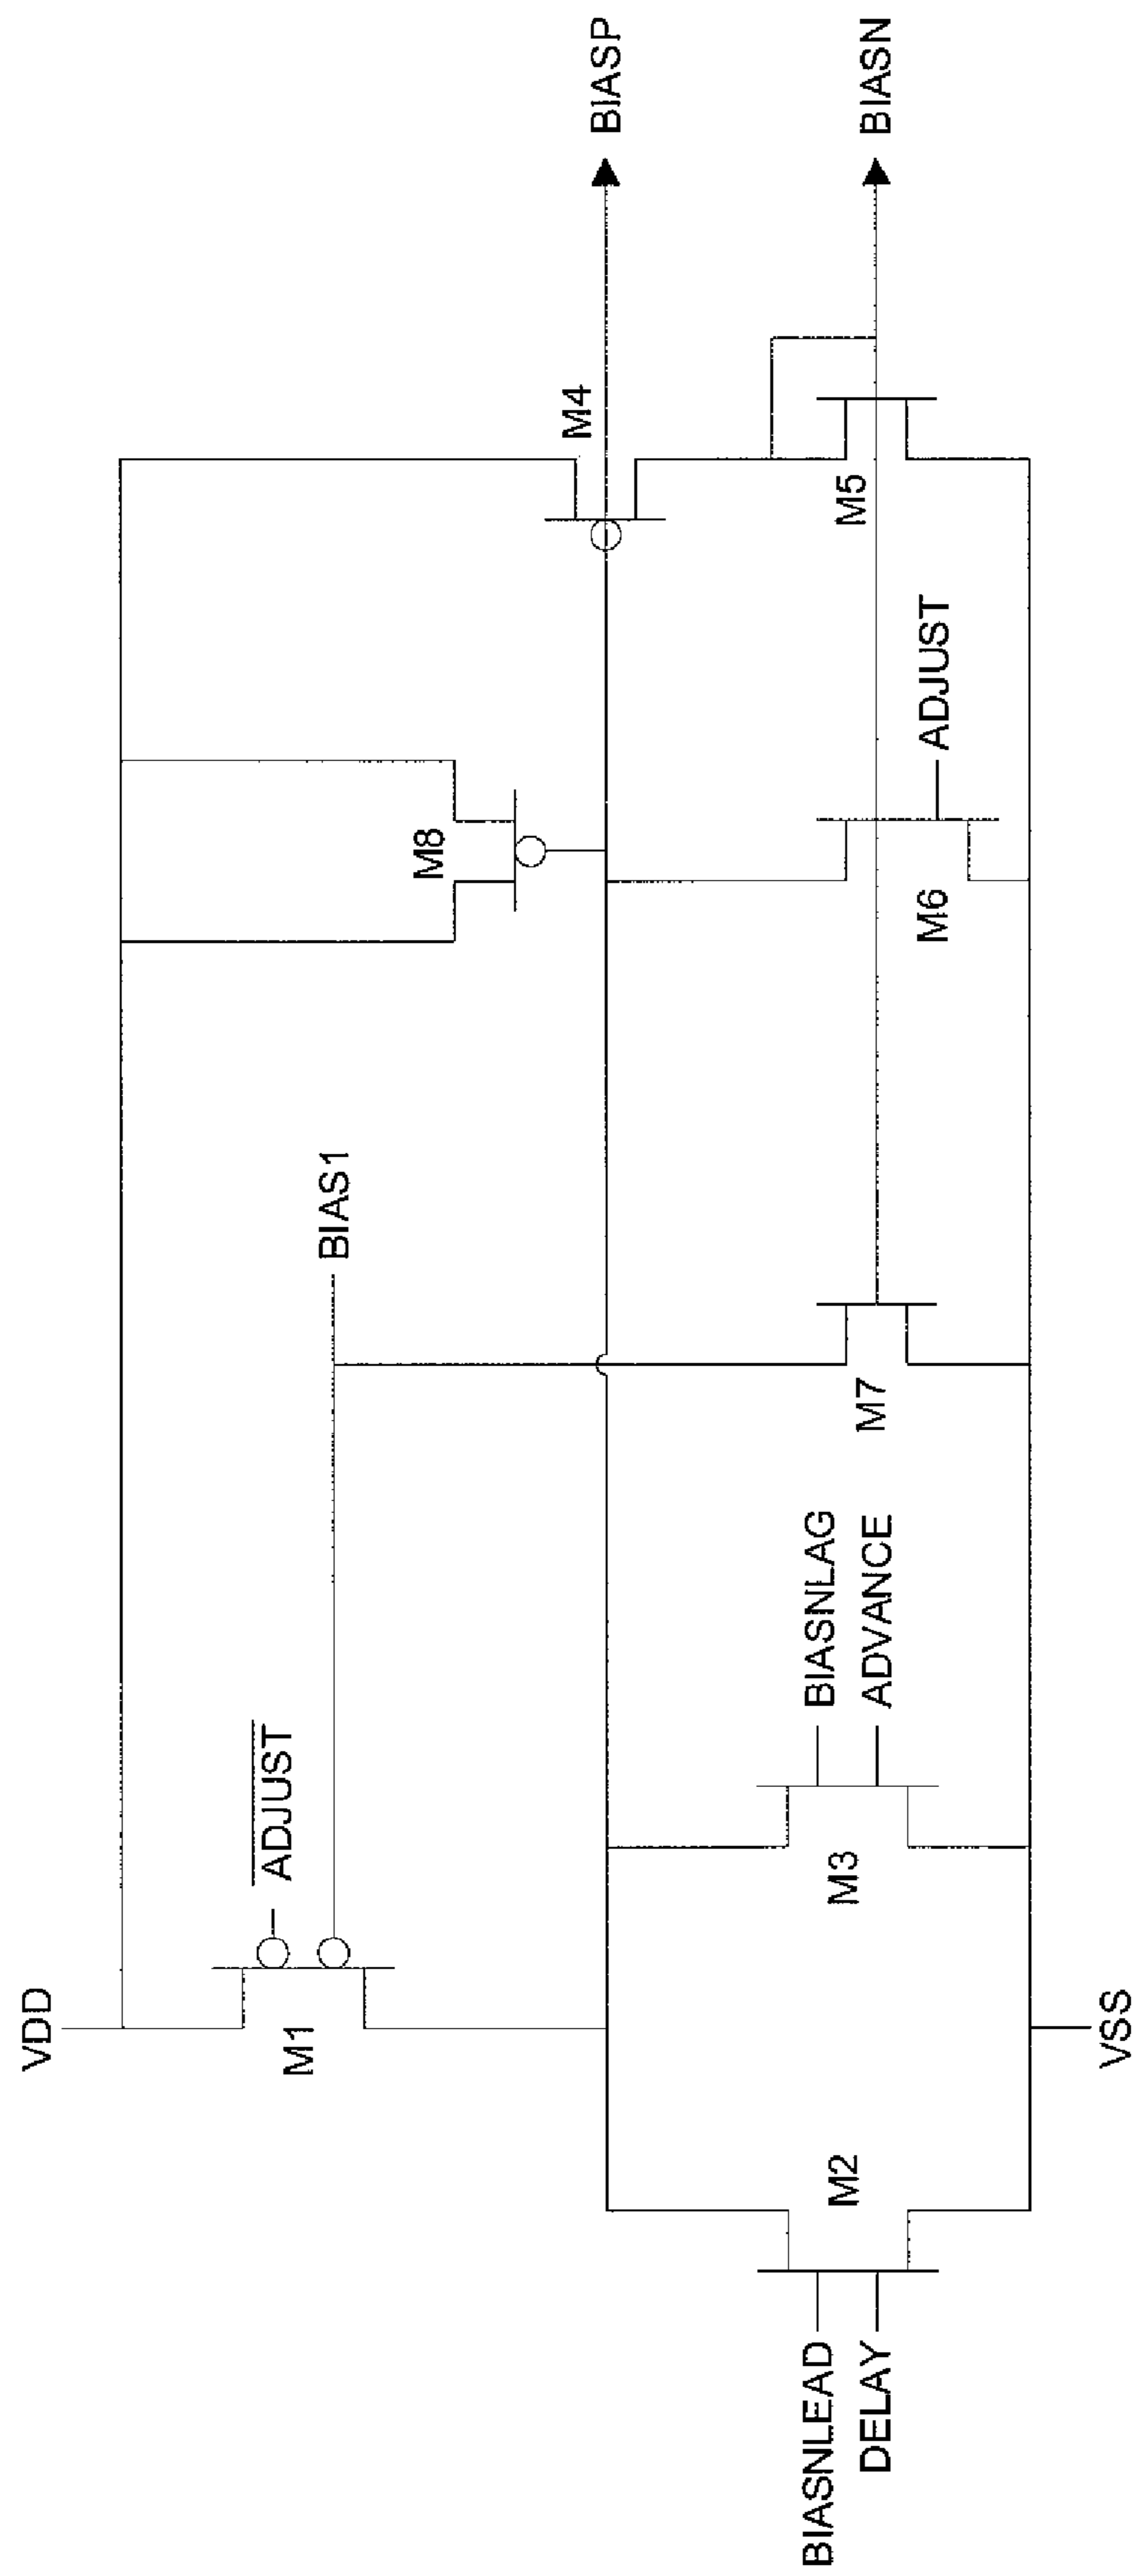 VDD
ADJUST
M1
BIAS1
M8
M4
BIASP
BIASNLEAD
DELAY
M2
M3
BIASNLAG
ADVANCE
M7
M6
ADJUST
M5
BIASN
VSS